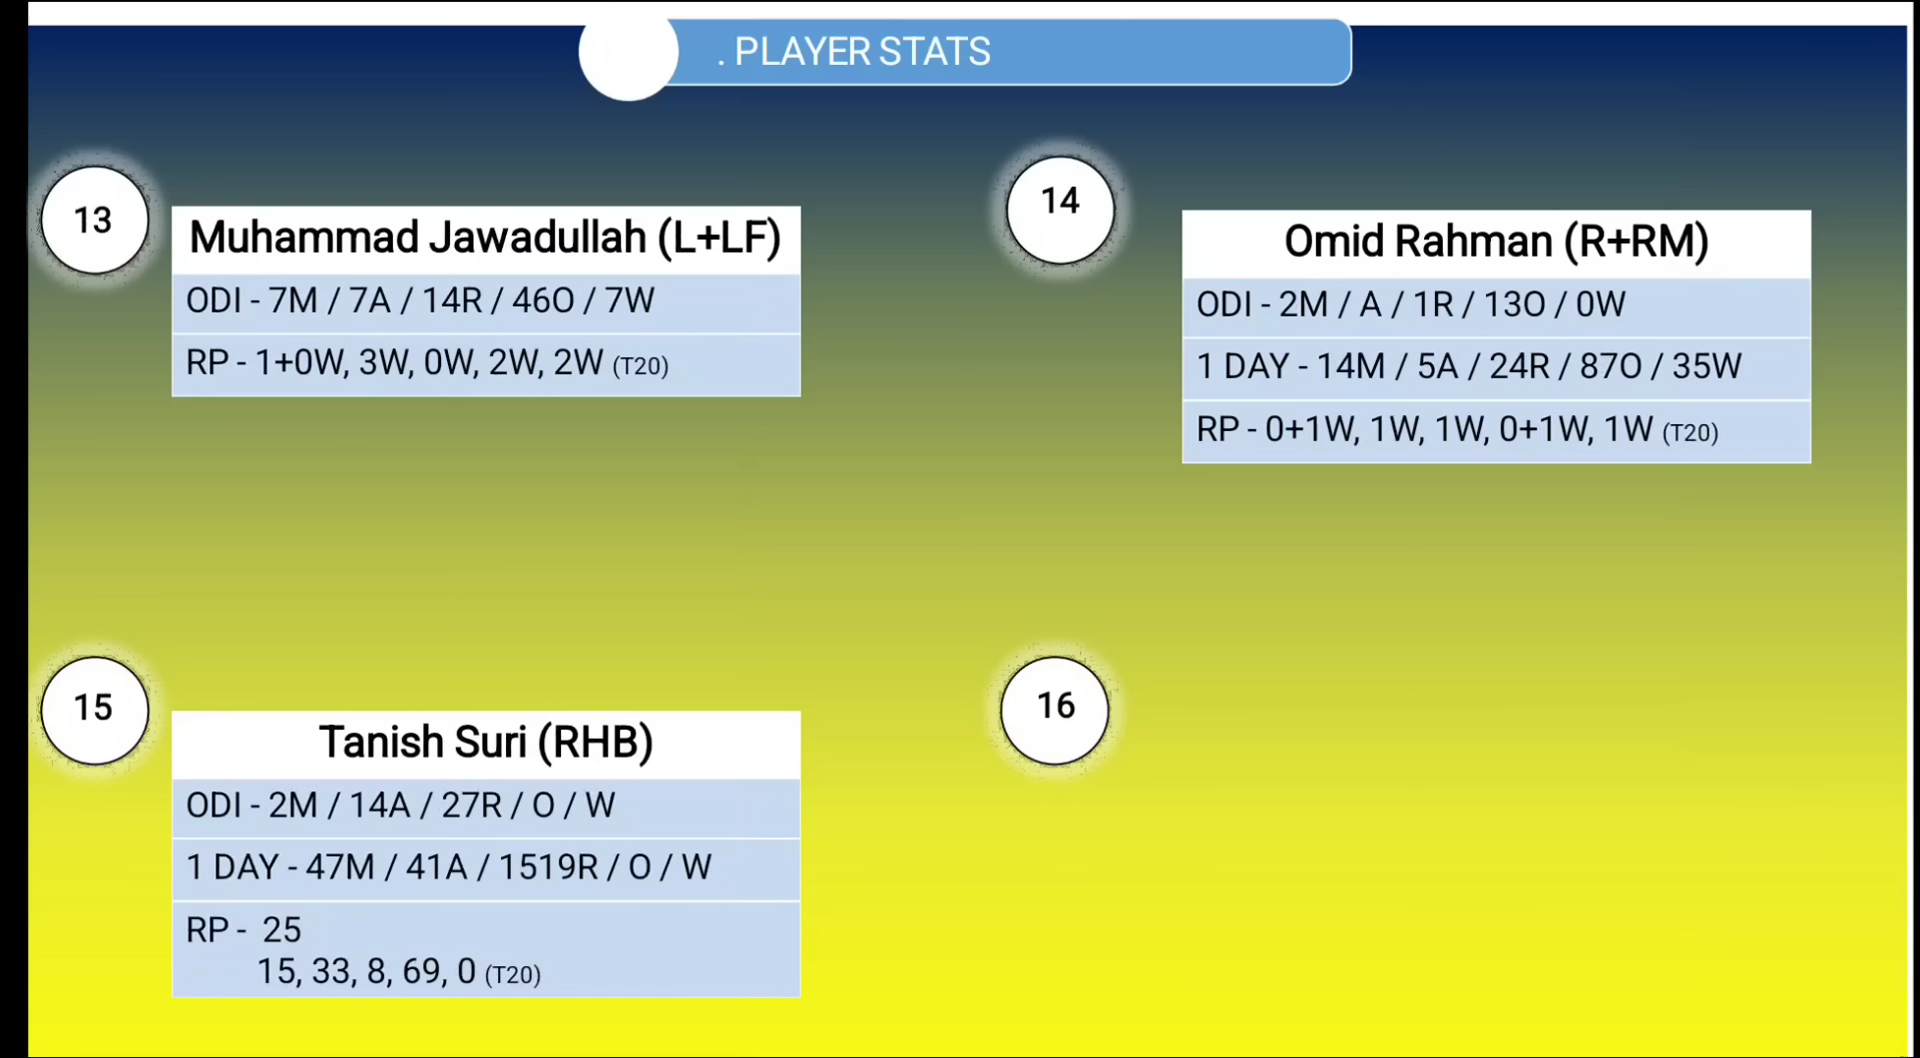 . PLAYER STATS
13
Muhammad Jawadullah (L+LF)
ODI - 7M / 7A / 14R / 46O / 7W
RP - 1+0W, 3W, 0W, 2W, 2W (T20)
14
Omid Rahman (R+RM)
ODI - 2M / A / 1R / 13O / 0W
1 DAY - 14M / 5A / 24R / 87O / 35W
RP - 0+1W, 1W, 1W, 0+1W, 1W (T20)
15
Tanish Suri (RHB)
ODI - 2M / 14A / 27R / O / W
1 DAY - 47M / 41A / 1519R / O / W
RP - 25
15, 33, 8, 69, 0 (T20)
16